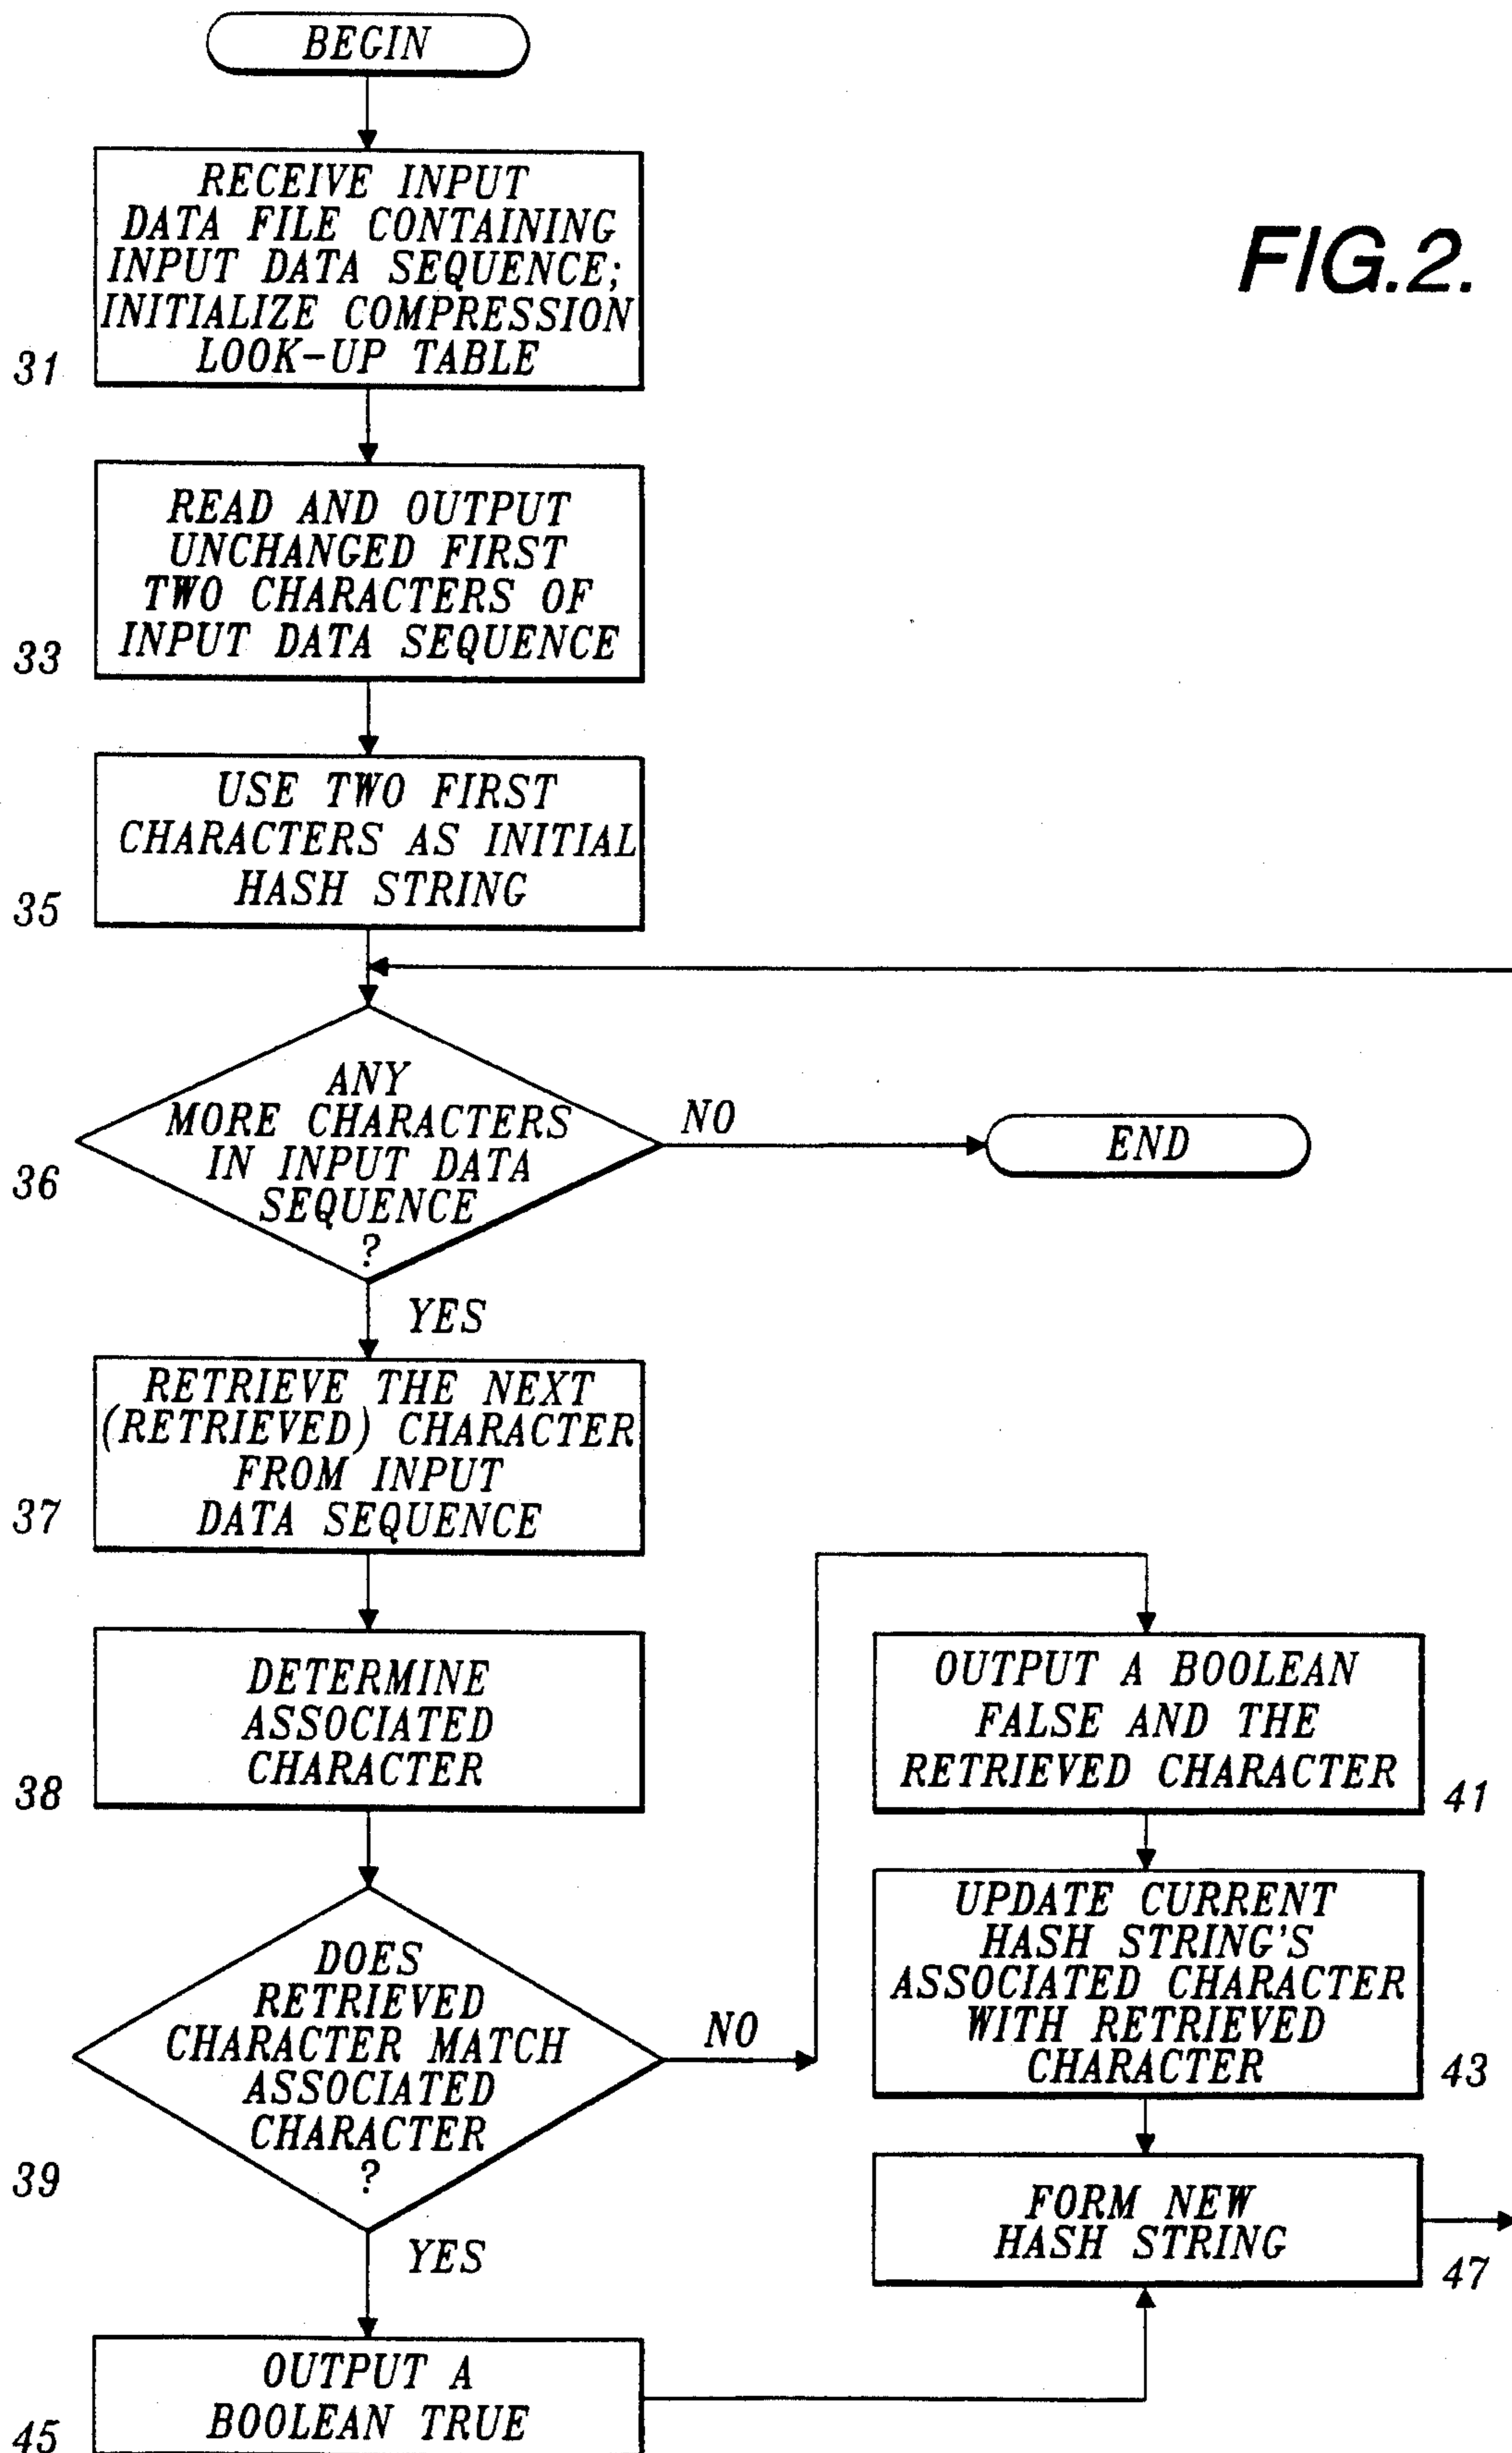 BEGIN
FIG.2.
RECEIVE INPUT
DATA FILE CONTAINING
INPUT DATA SEQUENCE;
INITIALIZE COMPRESSION
LOOK-UP TABLE
31
READ AND OUTPUT
UNCHANGED FIRST
TWO CHARACTERS OF
INPUT DATA SEQUENCE
33
USE TWO FIRST
CHARACTERS AS INITIAL
HASH STRING
35
ANY
MORE CHARACTERS
IN INPUT DATA
SEQUENCE
?
36
NO
END
YES
RETRIEVE THE NEXT
(RETRIEVED) CHARACTER
FROM INPUT
DATA SEQUENCE
37
DETERMINE
ASSOCIATED
CHARACTER
38
DOES
RETRIEVED
CHARACTER MATCH
ASSOCIATED
CHARACTER
?
39
NO
OUTPUT A BOOLEAN
FALSE AND THE
RETRIEVED CHARACTER
41
UPDATE CURRENT
HASH STRING'S
ASSOCIATED CHARACTER
WITH RETRIEVED
CHARACTER
43
FORM NEW
HASH STRING
47
YES
OUTPUT A
BOOLEAN TRUE
45